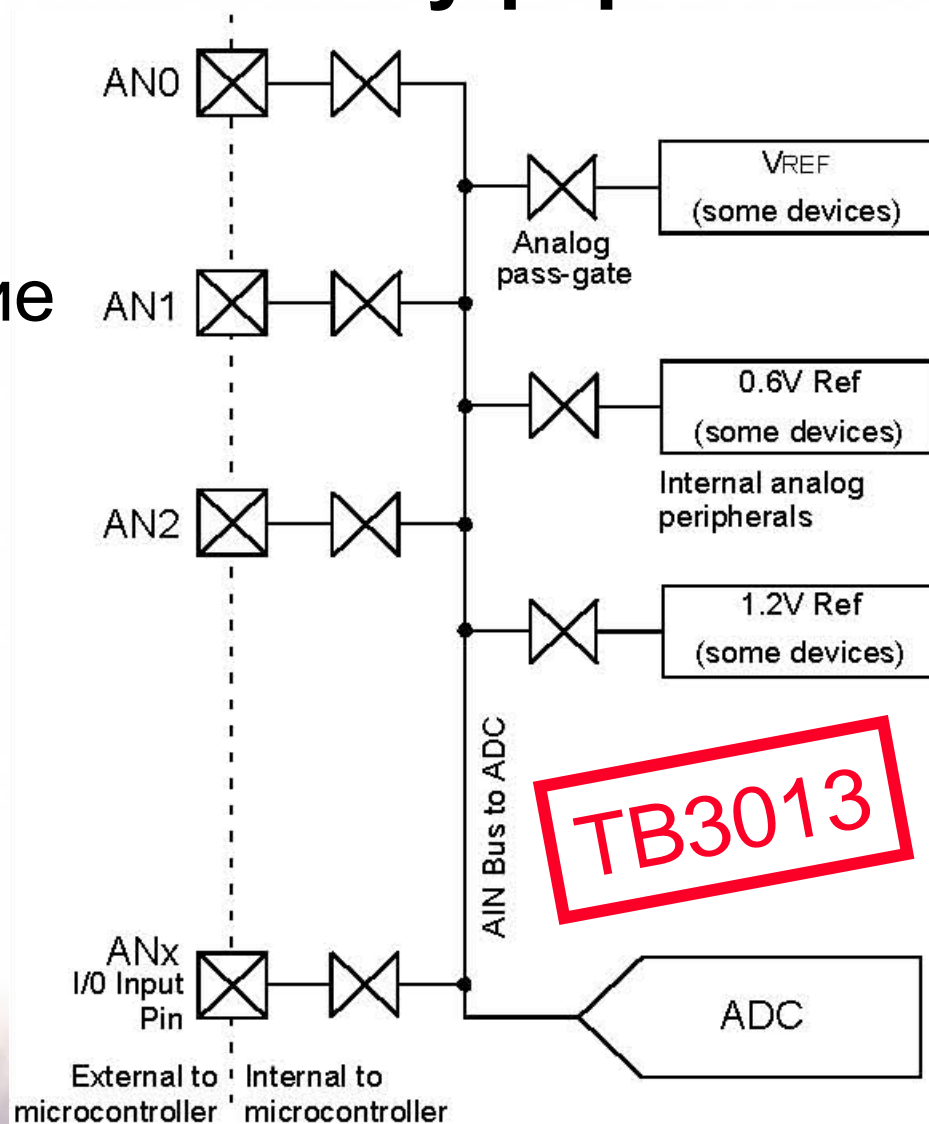 AN0
VREF
(some devices)
Analog
pass-gate
AN1
0.6V Ref
(some devices)
Internal analog
peripherals
AN2
1.2V Ref
(some devices)
AIN Bus to ADC
TB3013
ANx
I/0 Input
Pin
ADC
External to
microcontroller
Internal to
microcontroller